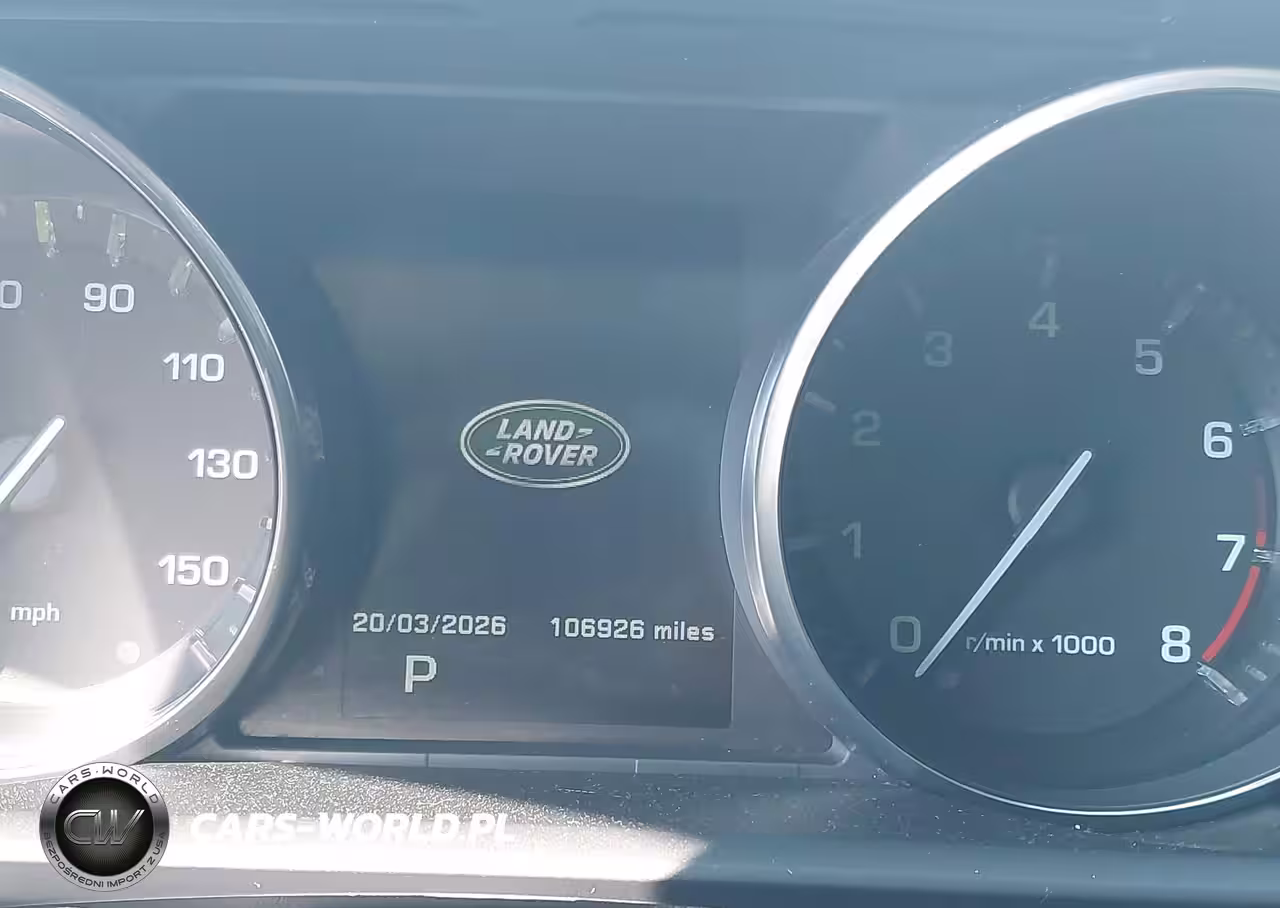 90
110
130
150
mph
LAND
ROVER
20/03/2026 106926 miles
P
0
1
2
3
4
5
6
7
8
r/min x 1000
CARS-WORLD
CW
BEZPOŚREDNI IMPORT Z USA
CARS-WORLD.PL